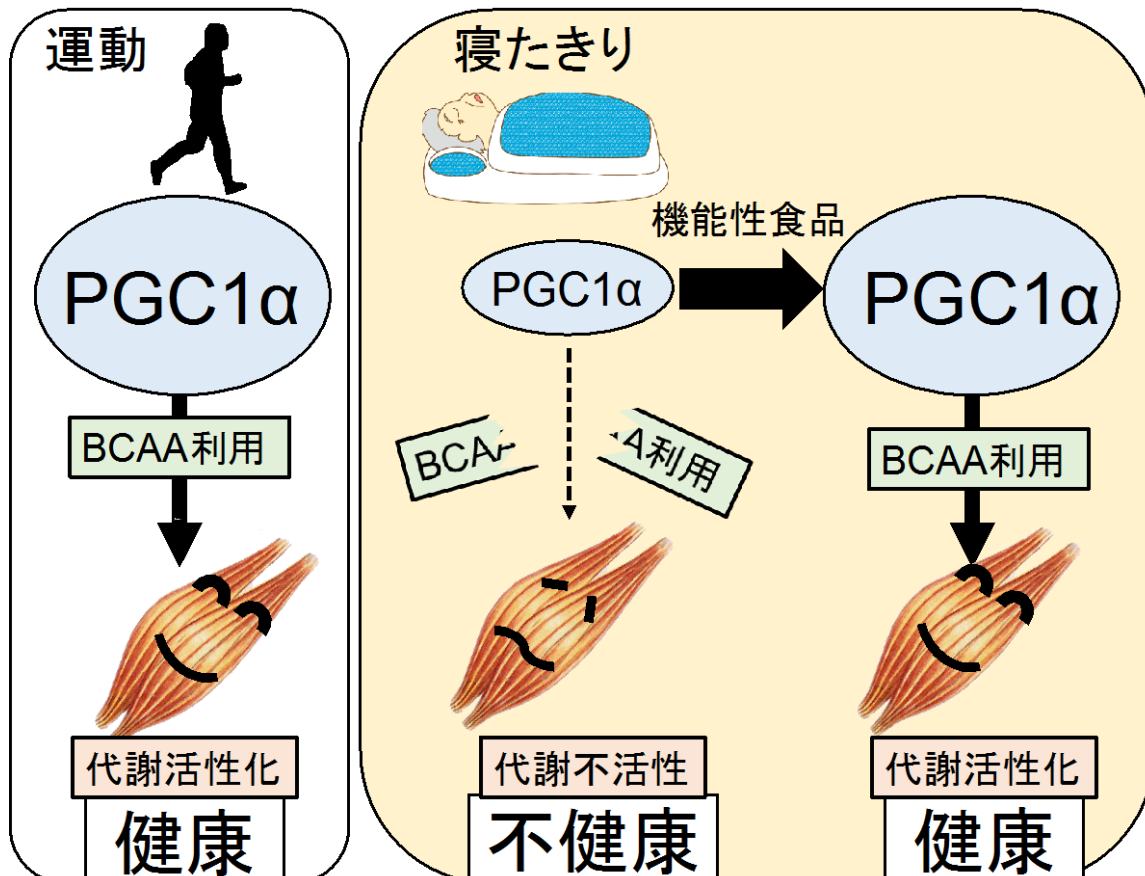 運動
PGC1α
BCAA利用
代謝活性化
健康
寝たきり
機能性食品
PGC1α
BCAA
A利用
代謝不活性
不健康
PGC1α
BCAA利用
代謝活性化
健康